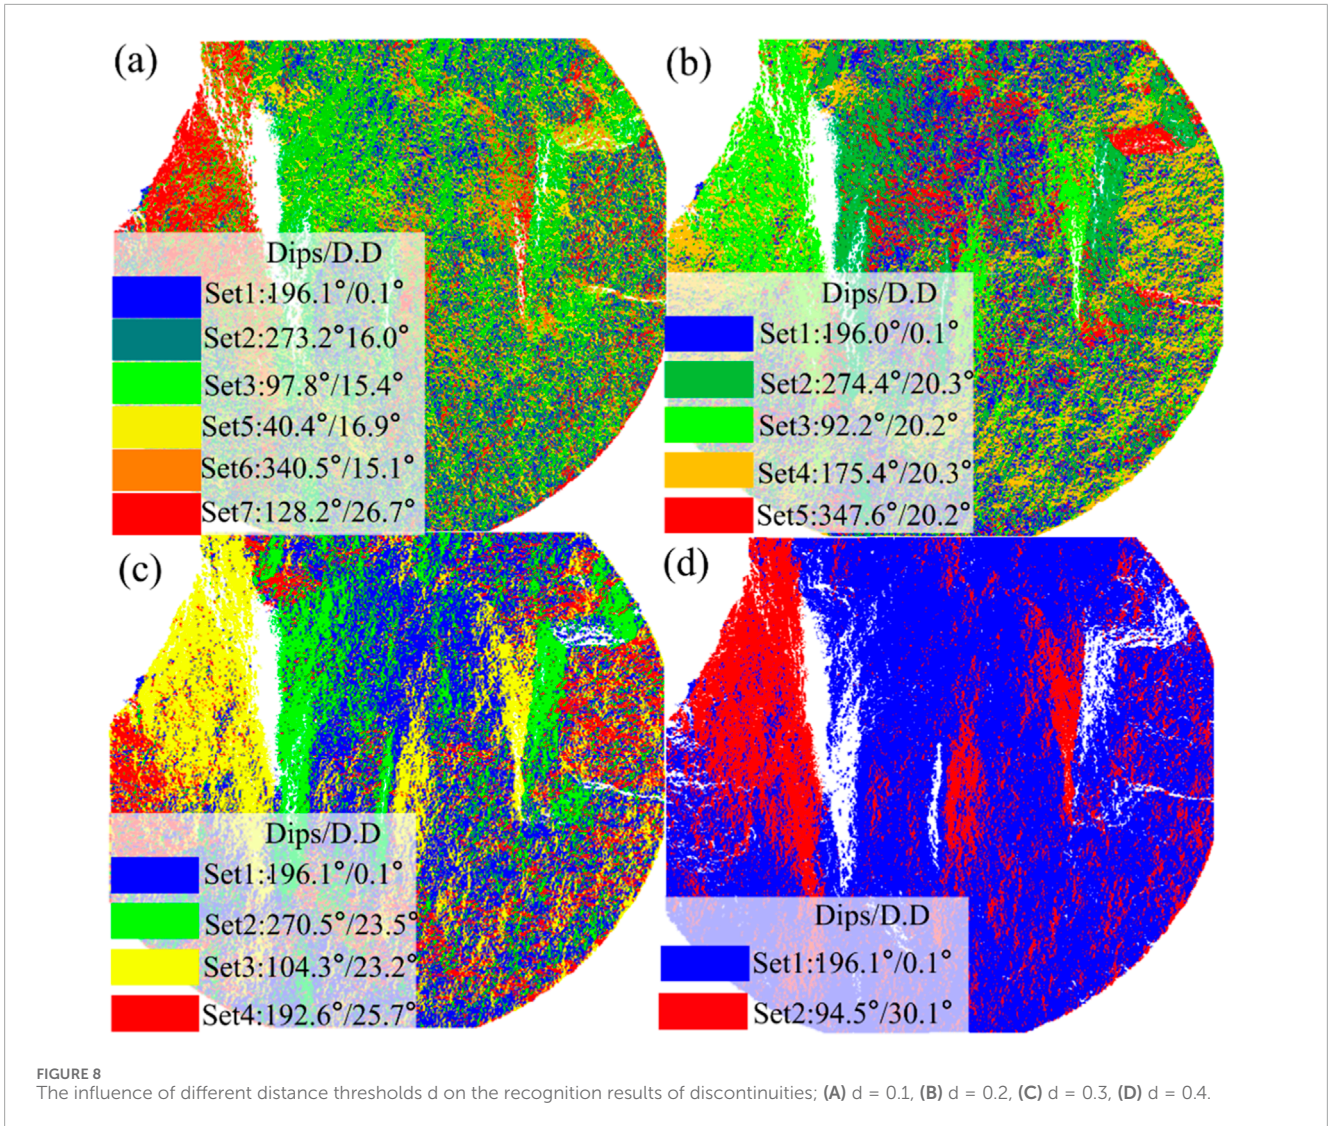 (a)
Dips/D.D
Set1:196.1°/0.1°
Set2:273.2°16.0°
Set3:97.8°/15.4°
Set5:40.4°/16.9°
Set6:340.5°/15.1°
Set7:128.2°/26.7°
(b)
Dips/D.D
Set1:196.0°/0.1°
Set2:274.4°/20.3°
Set3:92.2°/20.2°
Set4:175.4°/20.3°
Set5:347.6°/20.2°
(c)
Dips/D.D
Set1:196.1°/0.1°
Set2:270.5°/23.5°
Set3:104.3°/23.2°
Set4:192.6°/25.7°
(d)
Dips/D.D
Set1:196.1°/0.1°
Set2:94.5°/30.1°
FIGURE 8
The influence of different distance thresholds d on the recognition results of discontinuities; (A) d = 0.1, (B) d = 0.2, (C) d = 0.3, (D) d = 0.4.